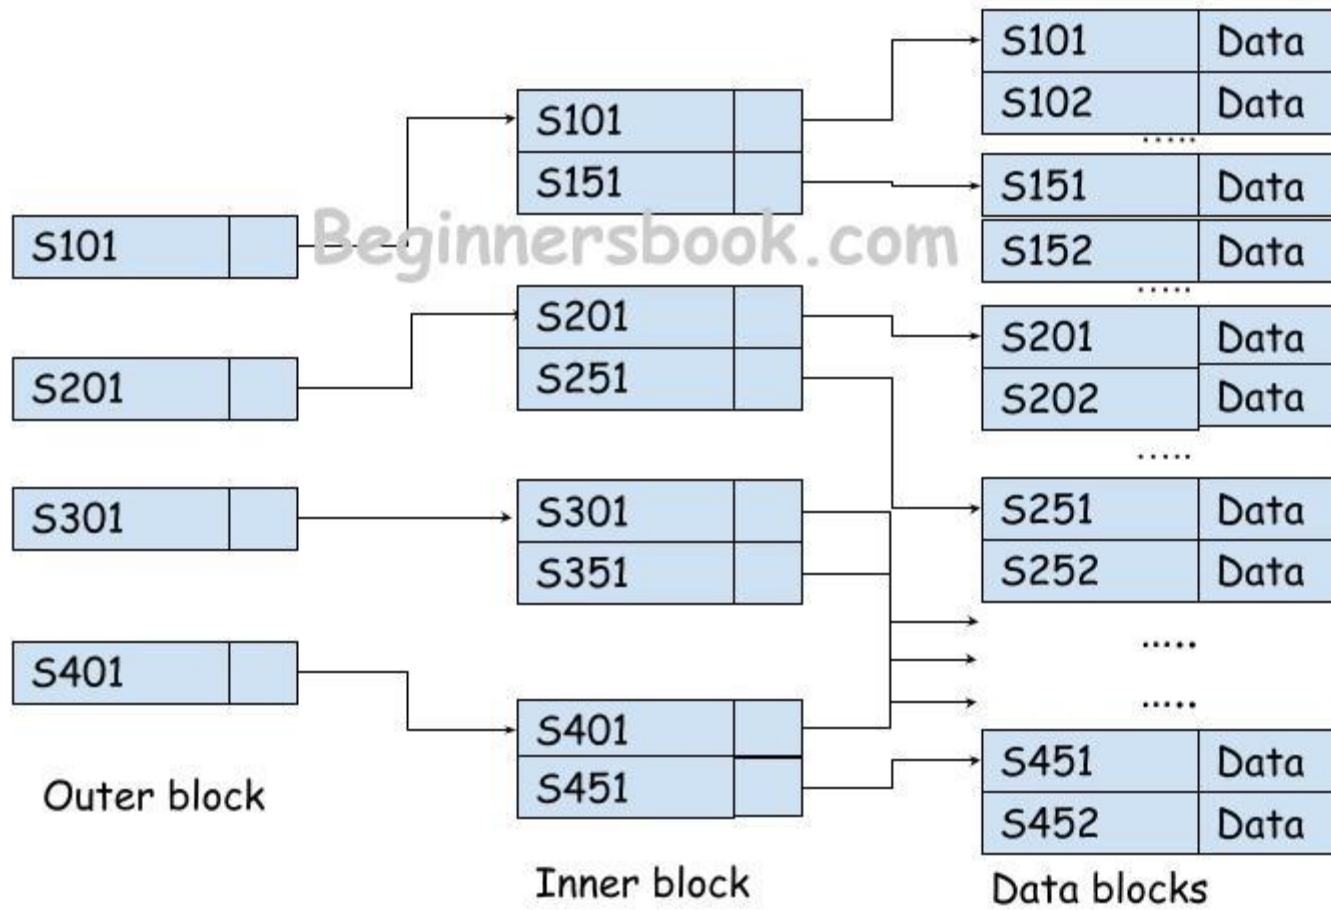 S101
S201
S301
S401
Outer block
S101
S151
S201
S251
S301
S351
S401
S451
Inner block
S101 Data
S102 Data
.....
S151 Data
S152 Data
.....
S201 Data
S202 Data
.....
S251 Data
S252 Data
.....
.....
S451 Data
S452 Data
Data blocks
Beginnersbook.com